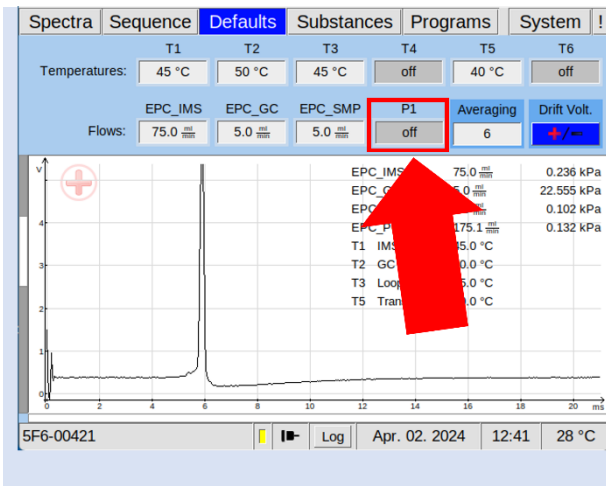 Spectra Sequence Defaults Substances Programs System !
T1 T2 T3 T4 T5 T6
Temperatures: 45 °C 50 °C 45 °C off 40 °C off
EPC_IMS EPC_GC EPC_SMP P1 Averaging Drift Volt.
Flows: 75.0 ml/min 5.0 ml/min 5.0 ml/min off 6 +/-
V
EPC_IMS 75.0 ml/min 0.236 kPa
22.555 kPa
0.102 kPa
175.1 ml/min 0.132 kPa
T1 IMS 45.0 °C
T2 GC
T3
T5
4
3
2
1
0
0 2 4 6 8 10 12 14 16 18 20 ms
5F6-00421 Log Apr. 02. 2024 12:41 28 °C